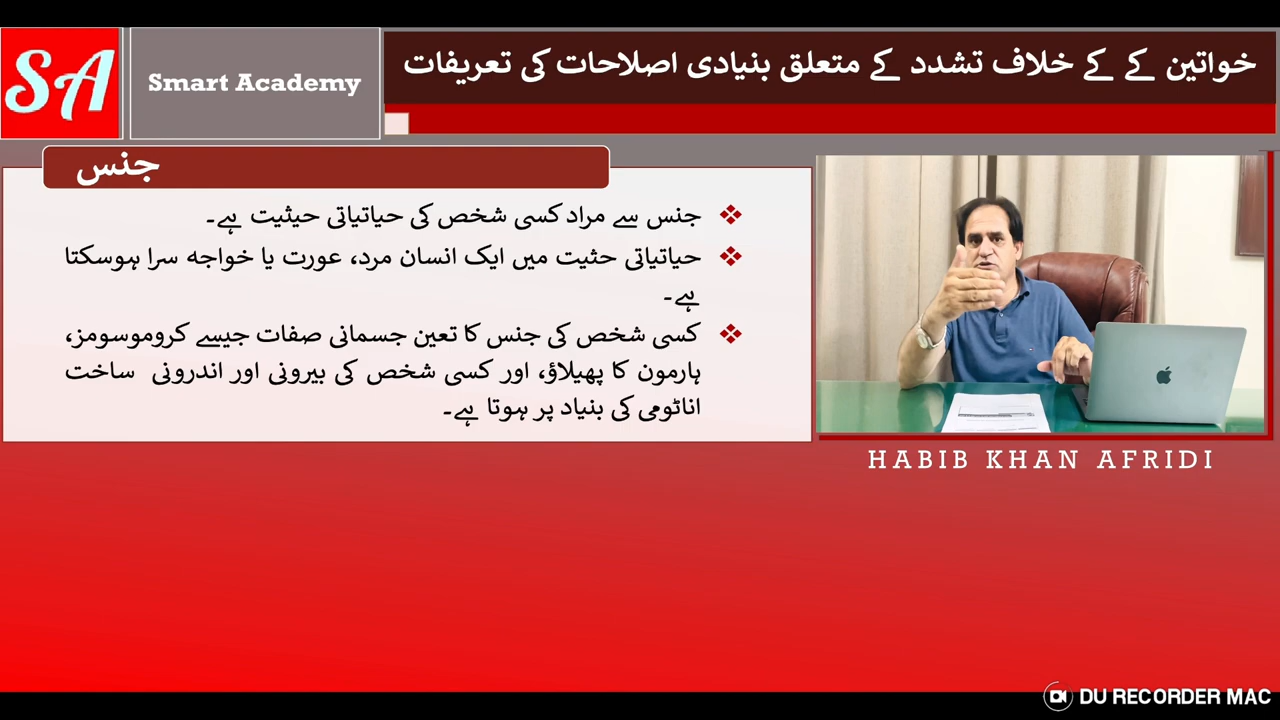 خواتین کے کے خلاف تشدد کے متعلق بنیادی اصلاحات کی تعریفات
SA
Smart Academy
جنس
جنس سے مراد کسی شخص کی حیاتیاتی حیثیت ہے۔
حیاتیاتی حثیت میں ایک انسان مرد، عورت یا خواجه سرا ہوسکتا
ہے۔
کسی شخص کی جنس کا تعین جسمانی صفات جیسے کروموسومز،
ہارمون کا پھیلاؤ، اور کسی شخص کی بیرونی اور اندرونی ساخت
اناٹومی کی بنیاد پر ہوتا ہے۔
HABIB KHAN AFRIDI
DU RECORDER MAC